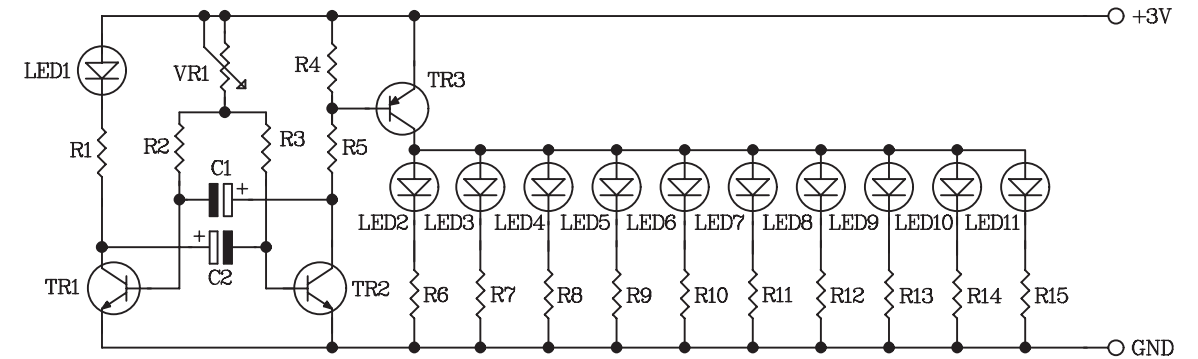 +3V
LED1
VR1
R4
TR3
R1
R2
R3
R5
C1
+
+
C2
LED2
LED3
LED4
LED5
LED6
LED7
LED8
LED9
LED10
LED11
TR1
TR2
R6
R7
R8
R9
R10
R11
R12
R13
R14
R15
GND